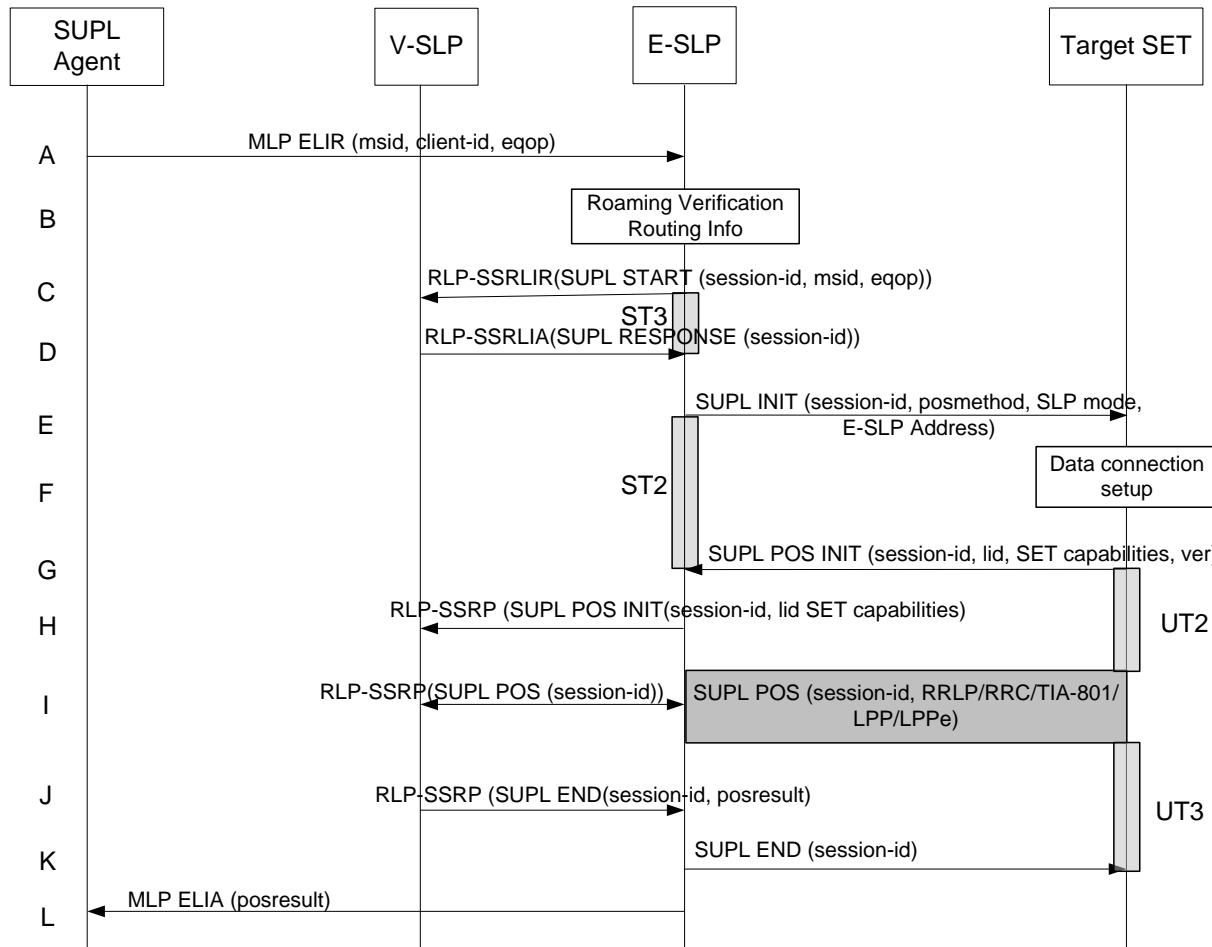 SUPL
Agent
V-SLP
E-SLP
Target SET
A
MLP ELIR (msid, client-id, eqop)
B
Roaming Verification
Routing Info
C
RLP-SSRLIR(SUPL START (session-id, msid, eqop))
ST3
D
RLP-SSRLIA(SUPL RESPONSE (session-id))
E
SUPL INIT (session-id, posmethod, SLP mode,
E-SLP Address)
F
ST2
Data connection
setup
G
SUPL POS INIT (session-id, lid, SET capabilities, ver)
H
RLP-SSRP (SUPL POS INIT(session-id, lid SET capabilities)
UT2
I
RLP-SSRP(SUPL POS (session-id))
SUPL POS (session-id, RRLP/RRC/TIA-801/
LPP/LPPe)
J
RLP-SSRP (SUPL END(session-id, posresult)
UT3
K
SUPL END (session-id)
L
MLP ELIA (posresult)